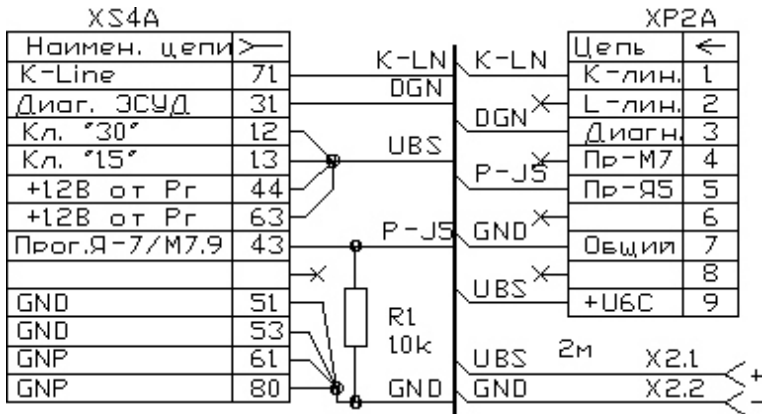 XS4A
Наимен. цепи
K-Line 71
Диаг. ЭСУД 31
Кл. "30" 12
Кл. "15" 13
+12В от Рг 44
+12В от Рг 63
Прог.Я-7/М7.9 43
GND 51
GND 53
GNP 61
GNP 80
K-LN
DGN
UBS
P-J5
R1
10k
GND
K-LN
DGN
P-J5
GND
UBS
UBS 2м X2.1 +
GND X2.2 -
XP2A
Цепь
К-лин. 1
L-лин. 2
Диагн. 3
Пр-М7 4
Пр-Я5 5
6
Общий 7
8
+U6C 9